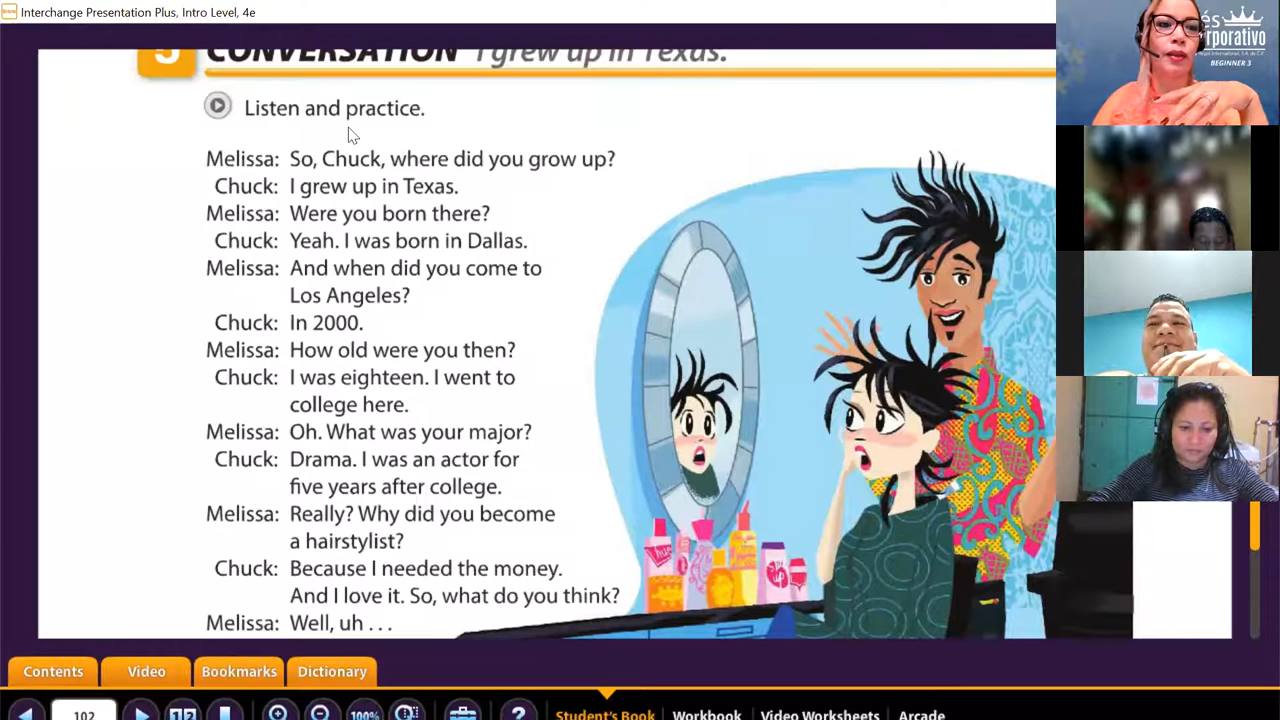 Interchange Presentation Plus, Intro Level, 4e
5 CONVERSATION I grew up in Texas.
Listen and practice.
Melissa: So, Chuck, where did you grow up?
Chuck: I grew up in Texas.
Melissa: Were you born there?
Chuck: Yeah. I was born in Dallas.
Melissa: And when did you come to
Los Angeles?
Chuck: In 2000.
Melissa: How old were you then?
Chuck: I was eighteen. I went to
college here.
Melissa: Oh. What was your major?
Chuck: Drama. I was an actor for
five years after college.
Melissa: Really? Why did you become
a hairstylist?
Chuck: Because I needed the money.
And I love it. So, what do you think?
Melissa: Well, uh . . .
Contents Video Bookmarks Dictionary
102 100% ?
Student's Book Workbook Video Worksheets Arcade
BEGINNER 3